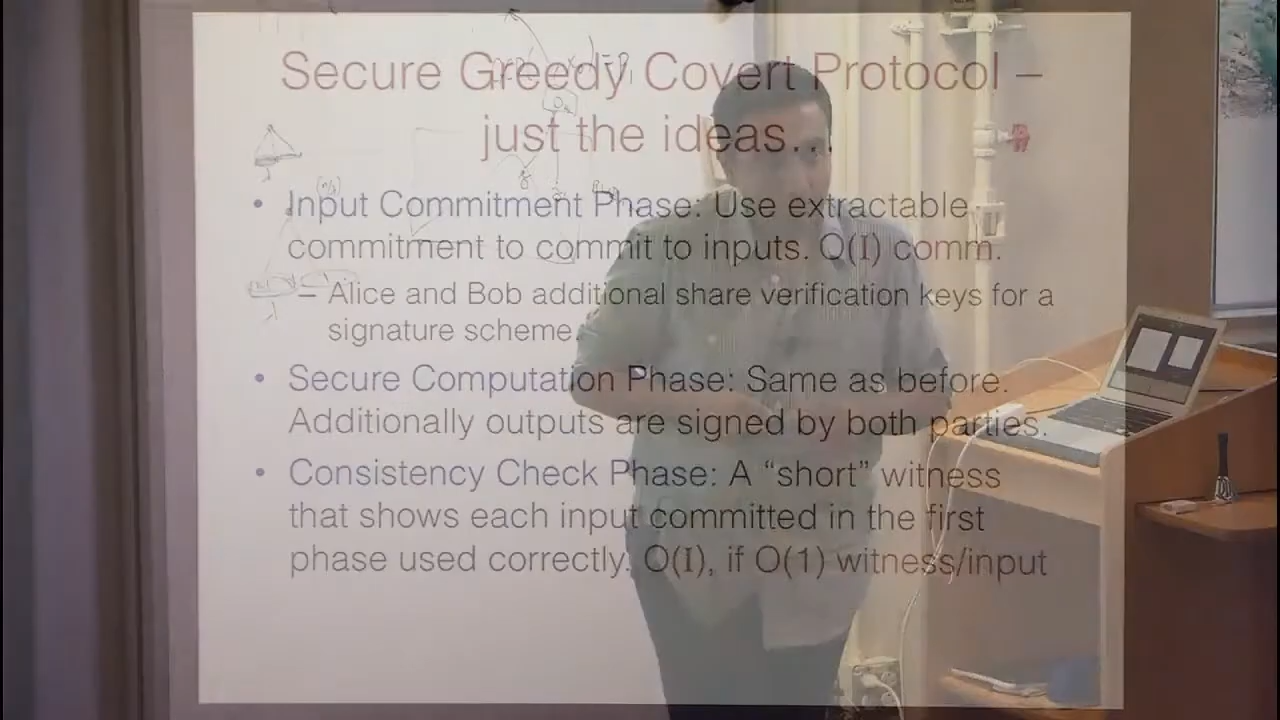 Secure Greedy Covert Protocol –
just the ideas…
• Input Commitment Phase: Use extractable
commitment to commit to inputs. O(I) comm.
– Alice and Bob additional share verification keys for a
signature scheme.
• Secure Computation Phase: Same as before.
Additionally outputs are signed by both parties.
• Consistency Check Phase: A “short” witness
that shows each input committed in the first
phase used correctly. O(I), if O(1) witness/input